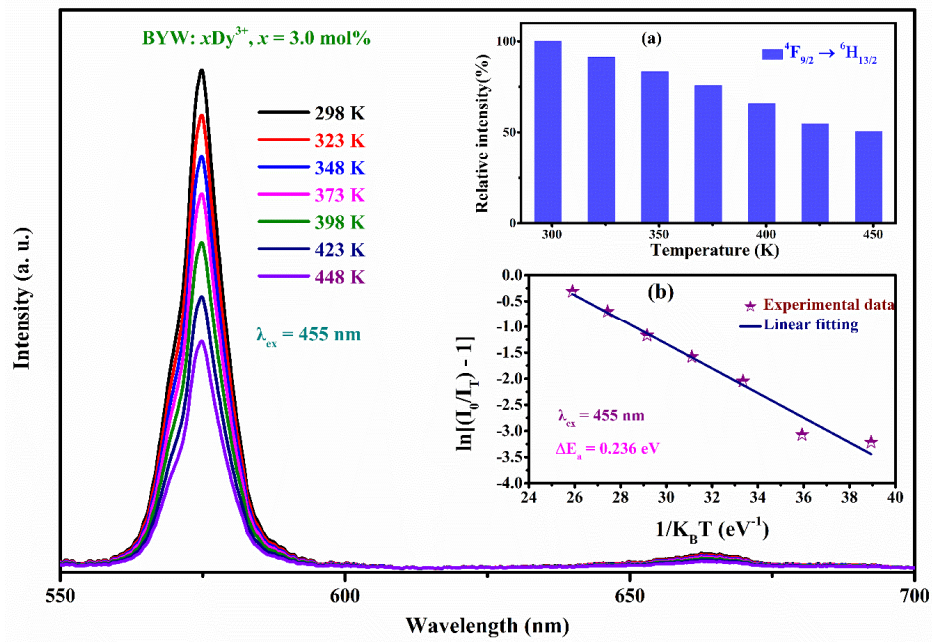 BYW: xDy³⁺, x = 3.0 mol%
298 K
323 K
348 K
373 K
398 K
423 K
448 K
λex = 455 nm
Intensity (a. u.)
550
600
650
700
Wavelength (nm)
(a)
⁴F9/2 → ⁶H13/2
Relative intensity(%)
100
50
0
300
350
400
450
Temperature (K)
(b)
Experimental data
Linear fitting
ln[(I₀/I_T) - 1]
0.0
-0.5
-1.0
-1.5
-2.0
-2.5
-3.0
-3.5
-4.0
λex = 455 nm
ΔEa = 0.236 eV
24
26
28
30
32
34
36
38
40
1/K_BT (eV⁻¹)